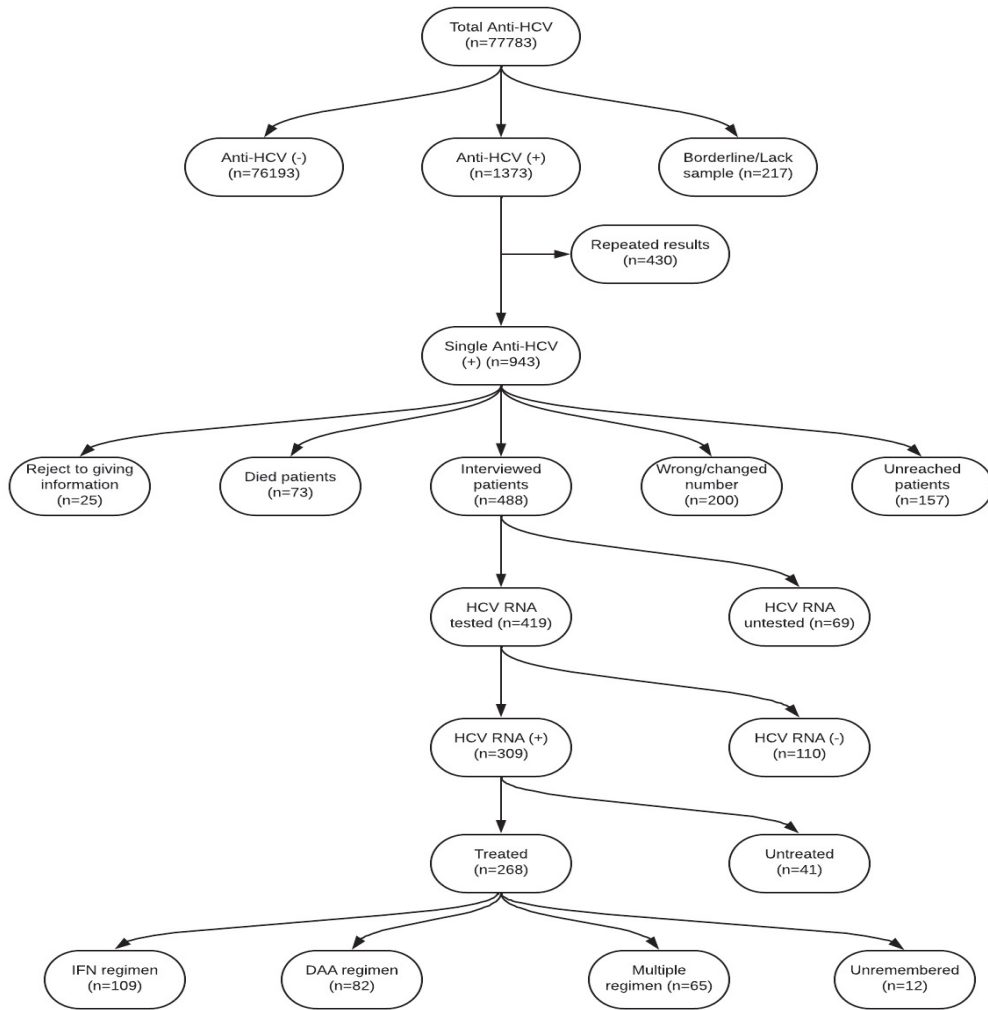 Total Anti-HCV
(n=77783)
Anti-HCV (-)
(n=76193)
Anti-HCV (+)
(n=1373)
Borderline/Lack
sample (n=217)
Repeated results
(n=430)
Single Anti-HCV
(+) (n=943)
Reject to giving
information
(n=25)
Died patients
(n=73)
Interviewed
patients
(n=488)
Wrong/changed
number
(n=200)
Unreached
patients
(n=157)
HCV RNA
tested (n=419)
HCV RNA
untested (n=69)
HCV RNA (+)
(n=309)
HCV RNA (-)
(n=110)
Treated
(n=268)
Untreated
(n=41)
IFN regimen
(n=109)
DAA regimen
(n=82)
Multiple
regimen (n=65)
Unremembered
(n=12)